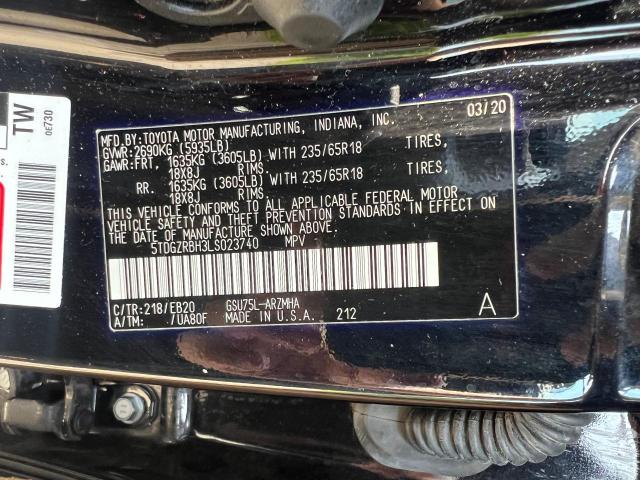 TW
0E730
s.
MFD.BY:TOYOTA MOTOR MANUFACTURING, INDIANA, INC. 03/20
GVWR:2690KG (5935LB)
GAWR:FRT, 1635KG (3605LB) WITH 235/65R18 TIRES,
18X8J RIMS,
RR. 1635KG (3605LB) WITH 235/65R18 TIRES,
18X8J RIMS.
THIS VEHICLE CONFORMS TO ALL APPLICABLE FEDERAL MOTOR
VEHICLE SAFETY AND THEFT PREVENTION STANDARDS IN EFFECT ON
THE DATE OF MANUFACTURE SHOWN ABOVE.
5TDGZRBH3LS023740 MPV
C/TR:218/EB20 GSU75L-ARZMHA
A/TM: /UA80F MADE IN U.S.A. 212 A